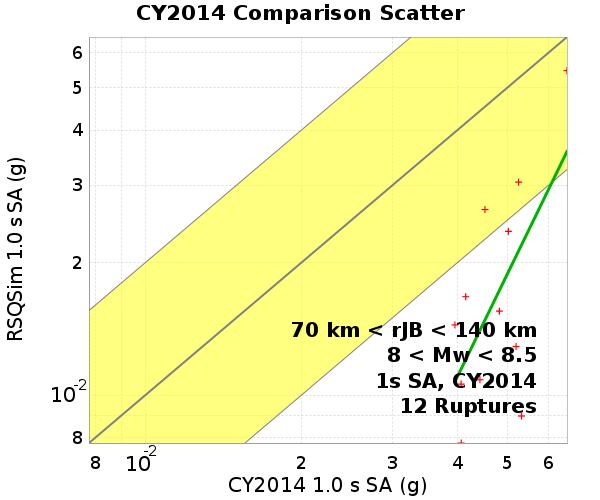 CY2014 Comparison Scatter
RSQSim 1.0 s SA (g)
6
5
4
3
2
10-2
8
70 km < rJB < 140 km
8 < Mw < 8.5
1s SA, CY2014
12 Ruptures
8 10-2 2 3 4 5 6
CY2014 1.0 s SA (g)